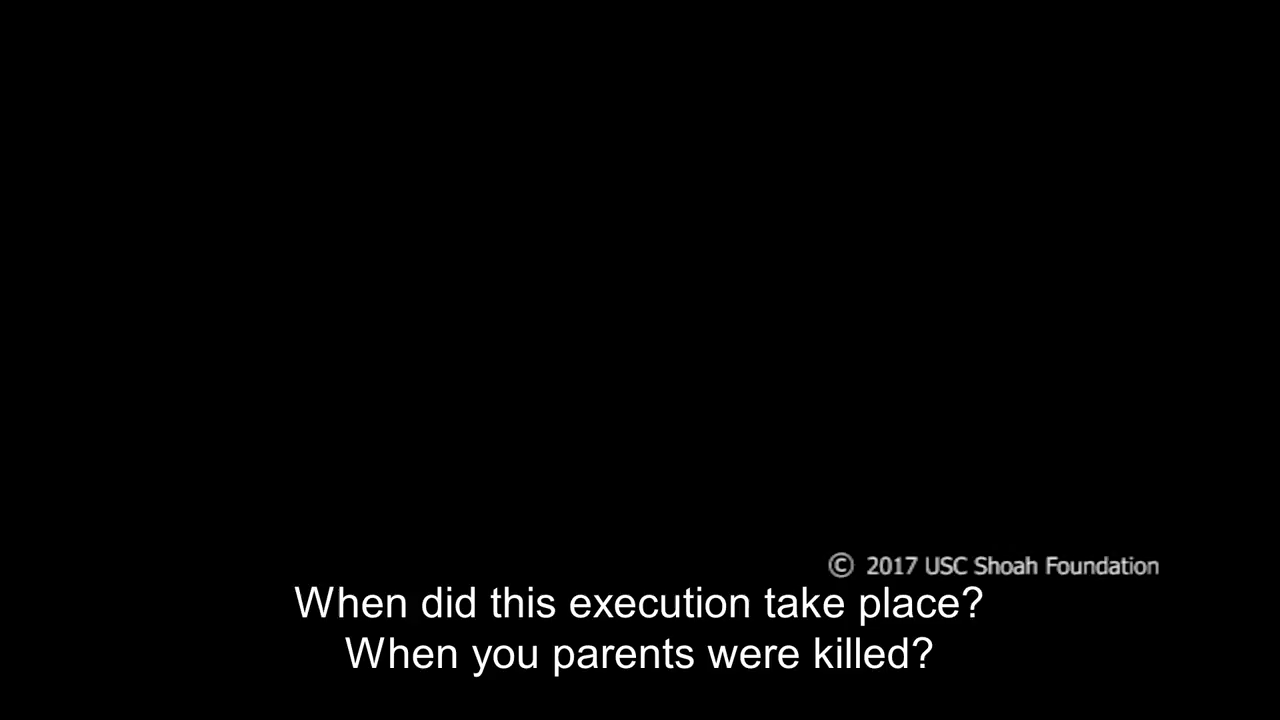 © 2017 USC Shoah Foundation
When did this execution take place?
When you parents were killed?